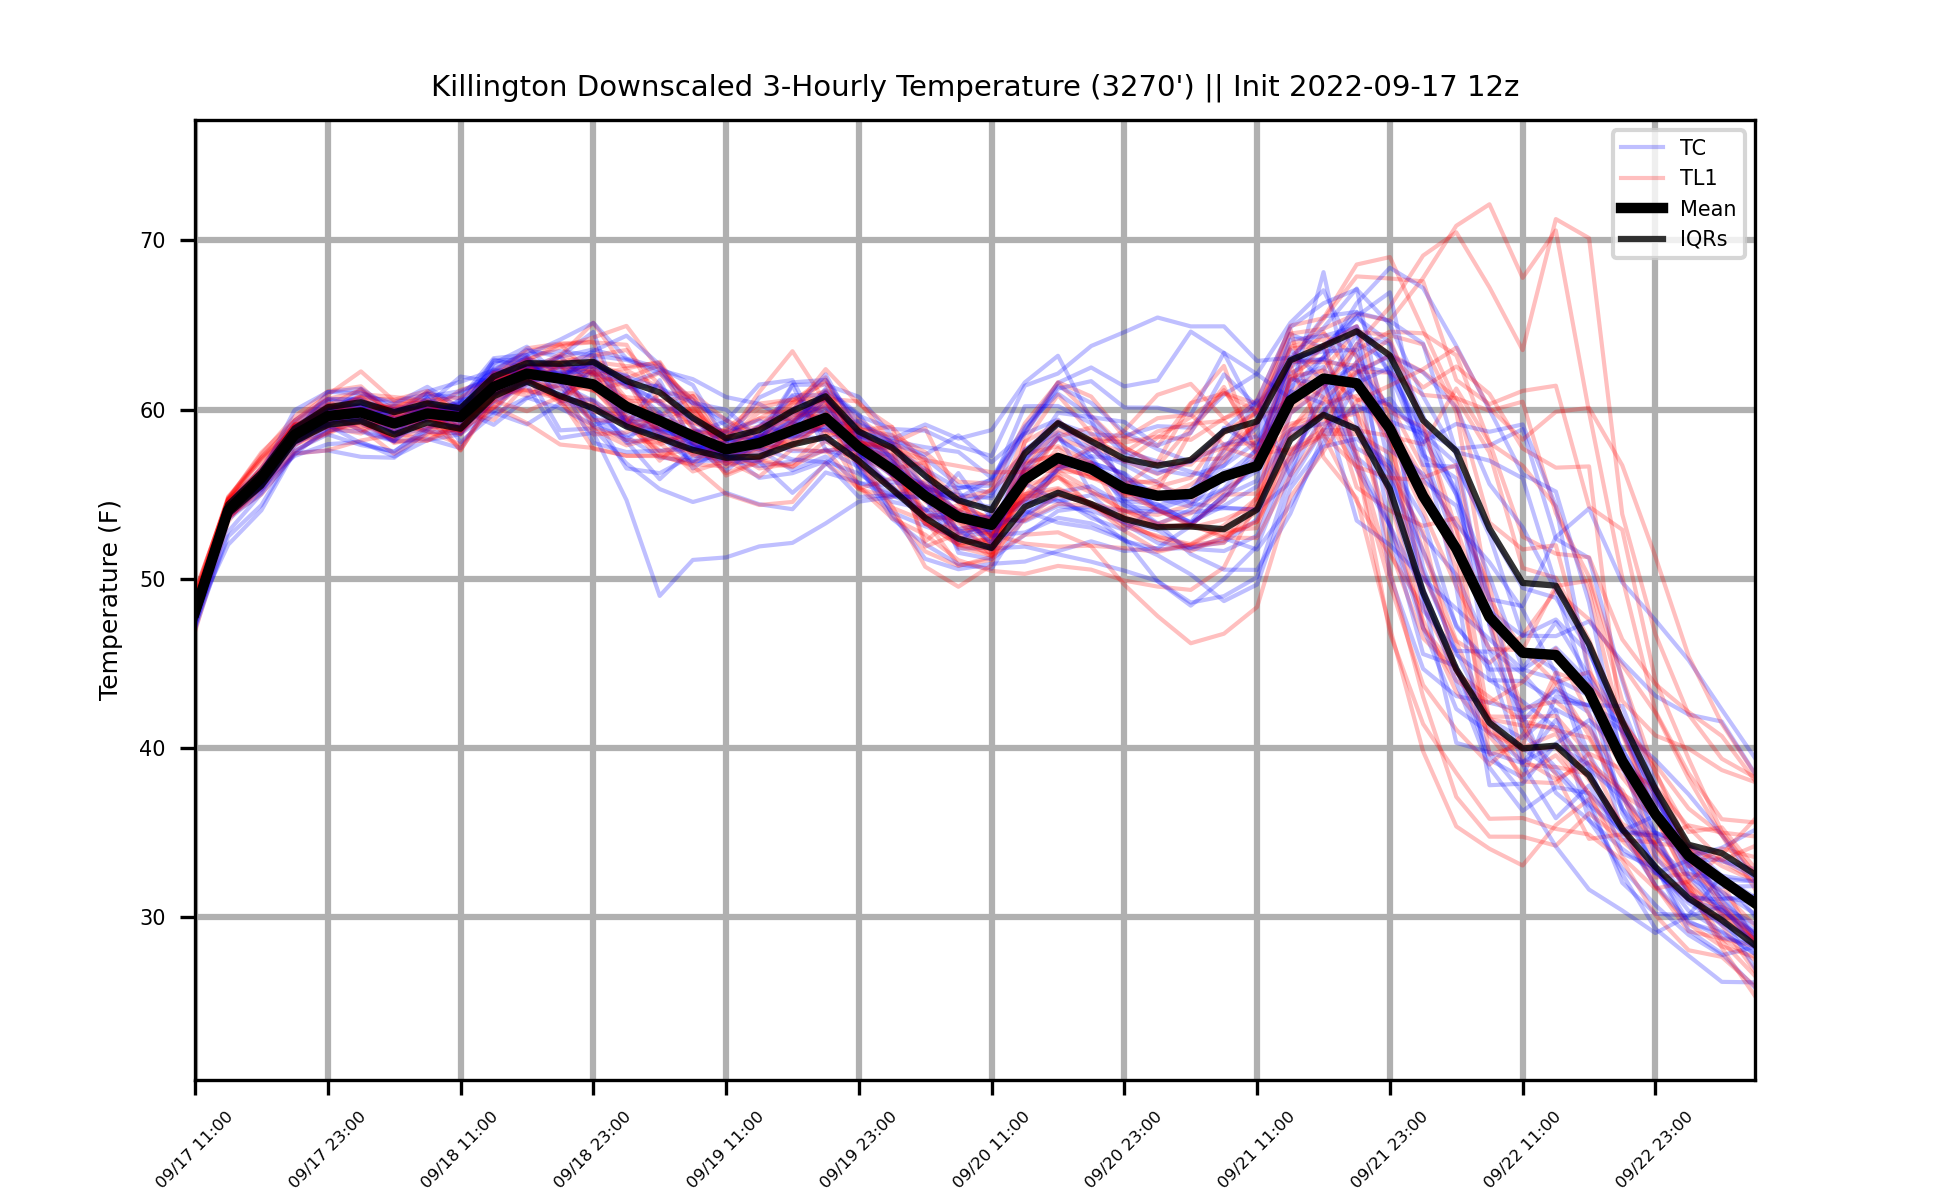 Killington Downscaled 3-Hourly Temperature (3270') || Init 2022-09-17 12z
TC
TL1
Mean
IQRs
Temperature (F)
70
60
50
40
30
09/17 11:00
09/17 23:00
09/18 11:00
09/18 23:00
09/19 11:00
09/19 23:00
09/20 11:00
09/20 23:00
09/21 11:00
09/21 23:00
09/22 11:00
09/22 23:00